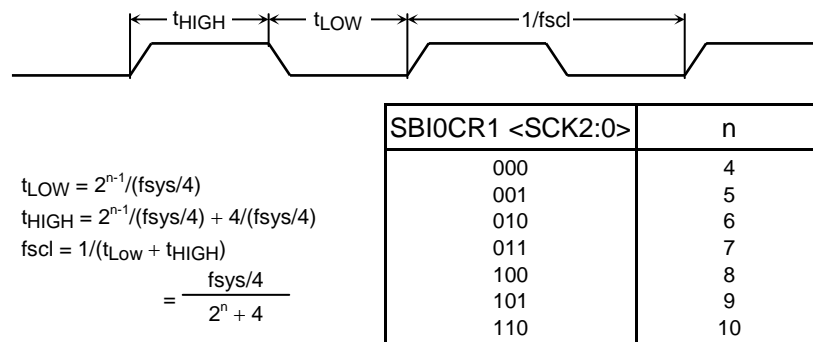 tHIGH tLOW 1/fscl
SBI0CR1 <SCK2:0> n
000 4
001 5
010 6
011 7
100 8
101 9
110 10
tLOW = 2^n-1/(fsys/4)
tHIGH = 2^n-1/(fsys/4) + 4/(fsys/4)
fscl = 1/(tLow + tHIGH)
= fsys/4
2^n + 4